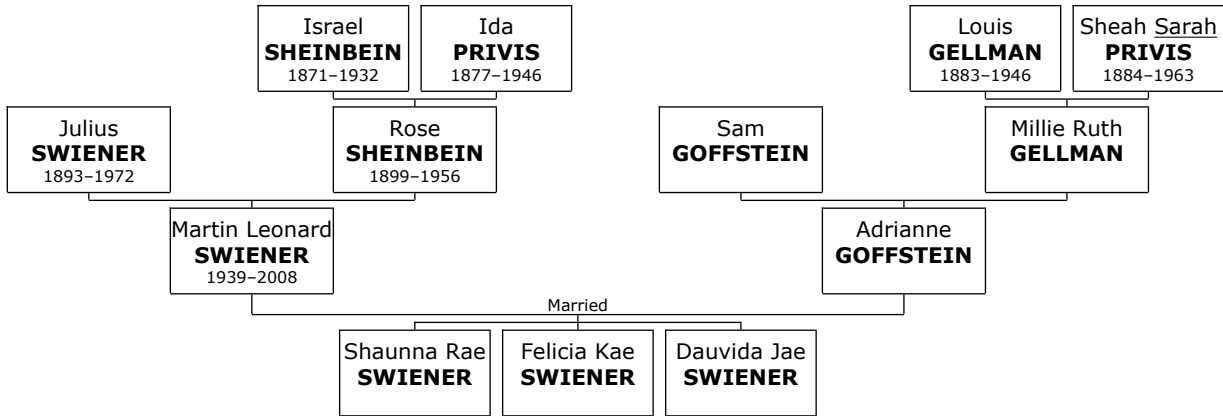 Israel
SHEINBEIN
1871–1932
Ida
PRIVIS
1877–1946
Louis
GELLMAN
1883–1946
Sheah Sarah
PRIVIS
1884–1963
Julius
SWIENER
1893–1972
Rose
SHEINBEIN
1899–1956
Sam
GOFFSTEIN
Millie Ruth
GELLMAN
Martin Leonard
SWIENER
1939–2008
Adrianne
GOFFSTEIN
Married
Shaunna Rae
SWIENER
Felicia Kae
SWIENER
Dauvida Jae
SWIENER